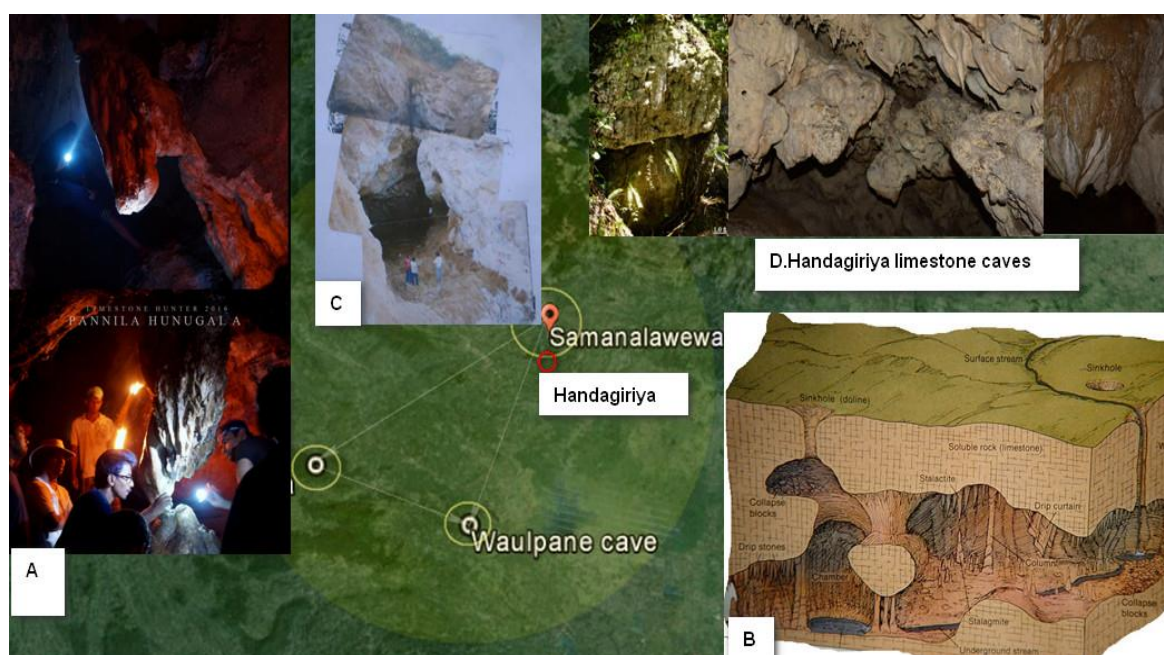 LIMESTONE HUNTER 2016
PANNILA HUNUGALA
A
C
D.Handagiriya limestone caves
Samanalawewa
Handagiriya
Waulpane cave
B
Surface stream
Sinkhole
Sinkhole (doline)
Soluble rock (limestone)
Stalactite
Collapse
blocks
Drip curtain
Drip stones
Column
Chamber
Collapse
blocks
Stalagmite
Underground stream